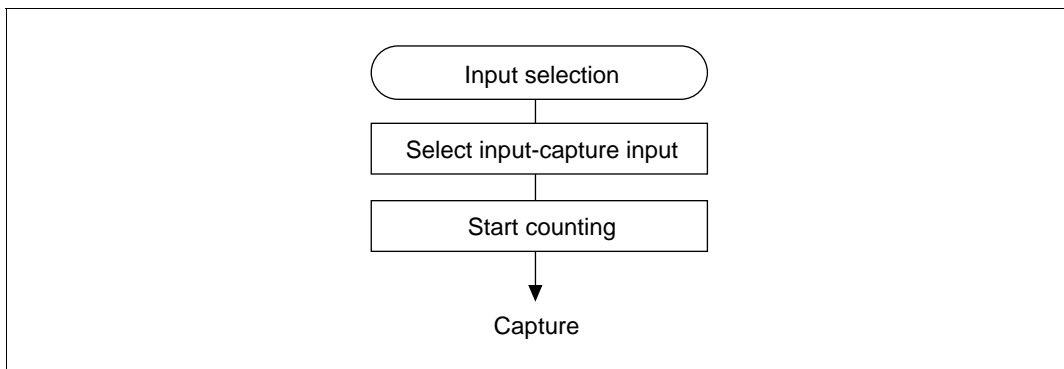 Input selection
Select input-capture input
Start counting
Capture